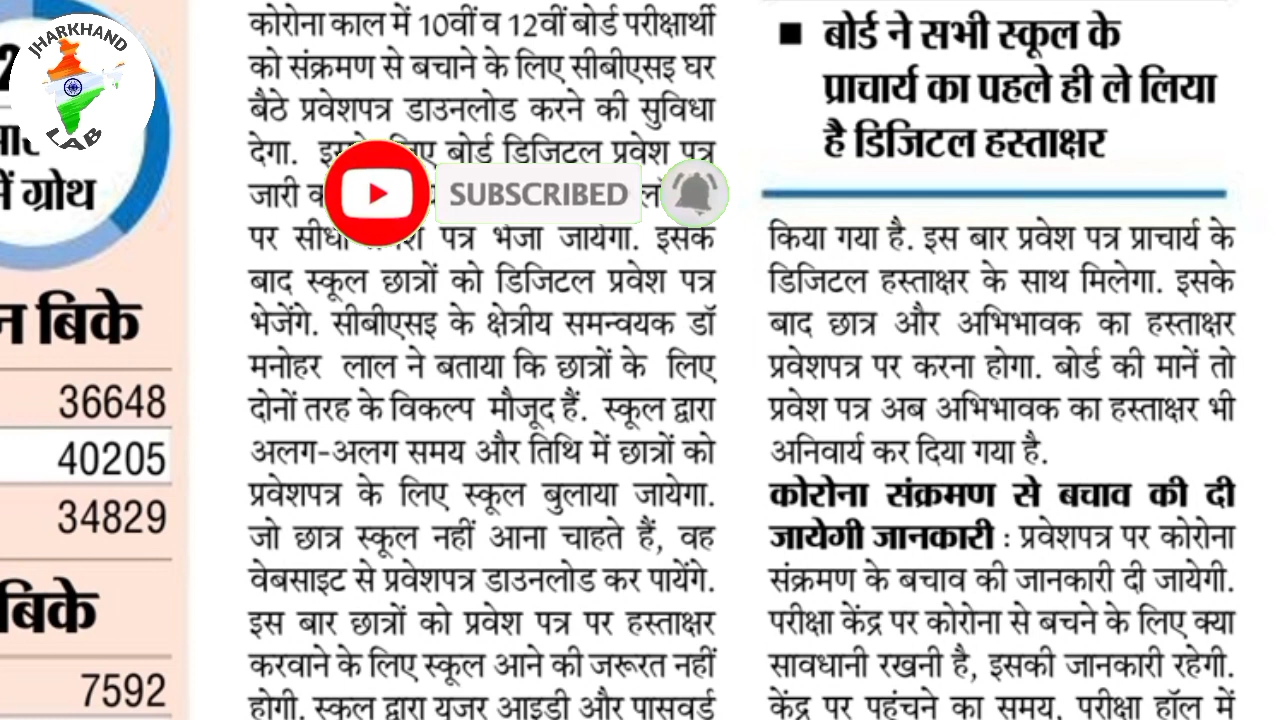 JHARKHAND
LAB
में ग्रोथ
न बिके
36648
40205
34829
बिके
7592
कोरोना काल में 10वीं व 12वीं बोर्ड परीक्षार्थी
को संक्रमण से बचाने के लिए सीबीएसइ घर
बैठे प्रवेशपत्र डाउनलोड करने की सुविधा
देगा. बोर्ड डिजिटल प्रवेश पत्र
जारी
SUBSCRIBED
पर सीधा पत्र भेजा जायेगा. इसके
बाद स्कूल छात्रों को डिजिटल प्रवेश पत्र
भेजेंगे. सीबीएसइ के क्षेत्रीय समन्वयक डॉ
मनोहर लाल ने बताया कि छात्रों के लिए
दोनों तरह के विकल्प मौजूद हैं. स्कूल द्वारा
अलग-अलग समय और तिथि में छात्रों को
प्रवेशपत्र के लिए स्कूल बुलाया जायेगा.
जो छात्र स्कूल नहीं आना चाहते हैं, वह
वेबसाइट से प्रवेशपत्र डाउनलोड कर पायेंगे.
इस बार छात्रों को प्रवेश पत्र पर हस्ताक्षर
करवाने के लिए स्कूल आने की जरूरत नहीं
होगी. स्कूल द्वारा यूजर आइडी और पासवर्ड
■ बोर्ड ने सभी स्कूल के
प्राचार्य का पहले ही ले लिया
है डिजिटल हस्ताक्षर
किया गया है. इस बार प्रवेश पत्र प्राचार्य के
डिजिटल हस्ताक्षर के साथ मिलेगा. इसके
बाद छात्र और अभिभावक का हस्ताक्षर
प्रवेशपत्र पर करना होगा. बोर्ड की मानें तो
प्रवेश पत्र अब अभिभावक का हस्ताक्षर भी
अनिवार्य कर दिया गया है.
कोरोना संक्रमण से बचाव की दी
जायेगी जानकारी : प्रवेशपत्र पर कोरोना
संक्रमण के बचाव की जानकारी दी जायेगी.
परीक्षा केंद्र पर कोरोना से बचने के लिए क्या
सावधानी रखनी है, इसकी जानकारी रहेगी.
केंद्र पर पहुंचने का समय, परीक्षा हॉल में